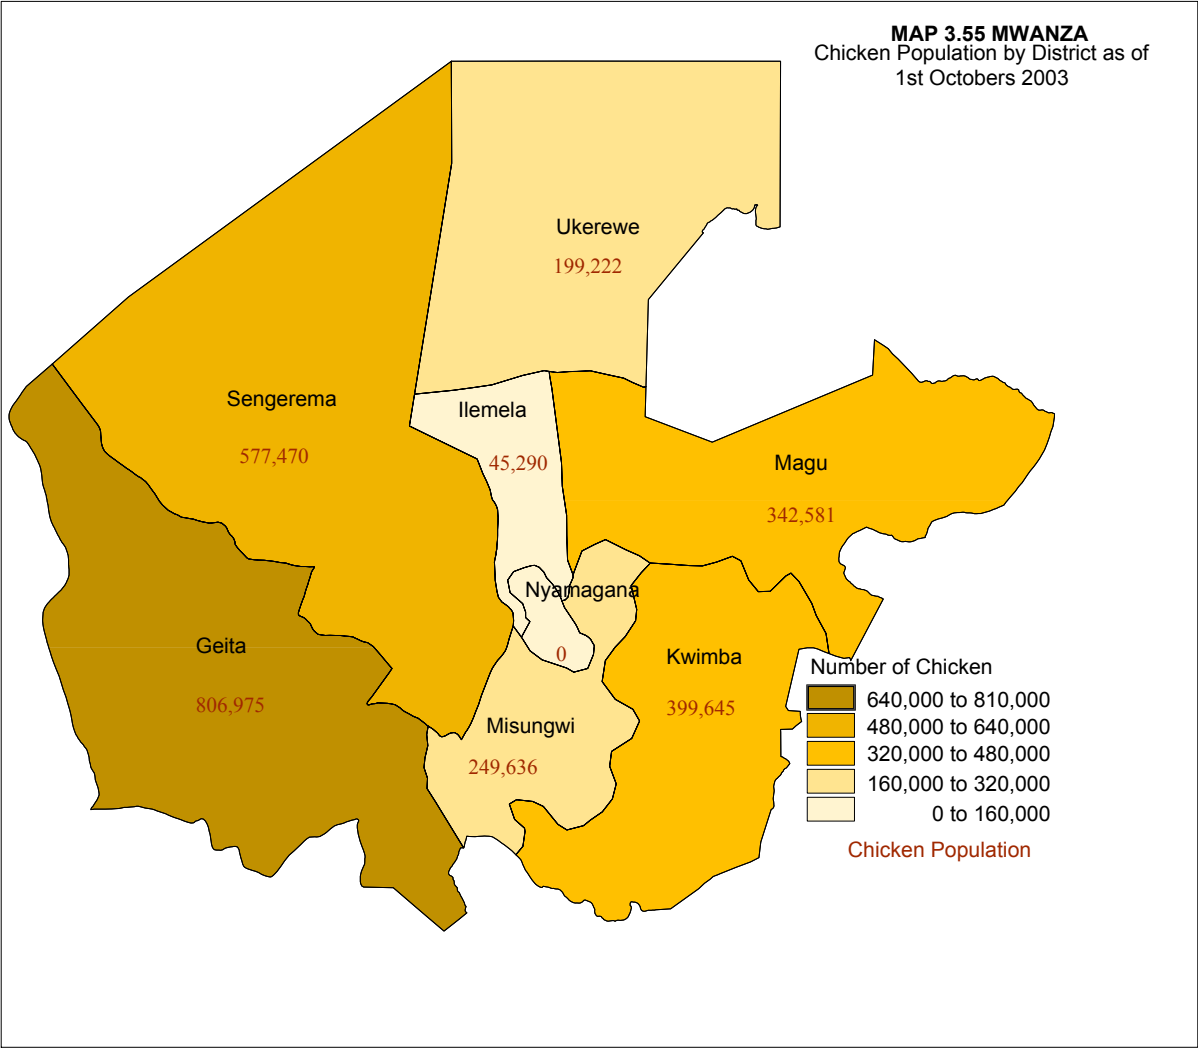 MAP 3.55 MWANZA
Chicken Population by District as of
1st Octobers 2003
Ukerewe
199,222
Sengerema
577,470
Ilemela
45,290
Magu
342,581
Nyamagana
0
Geita
806,975
Kwimba
399,645
Misungwi
249,636
Number of Chicken
640,000 to 810,000
480,000 to 640,000
320,000 to 480,000
160,000 to 320,000
0 to 160,000
Chicken Population